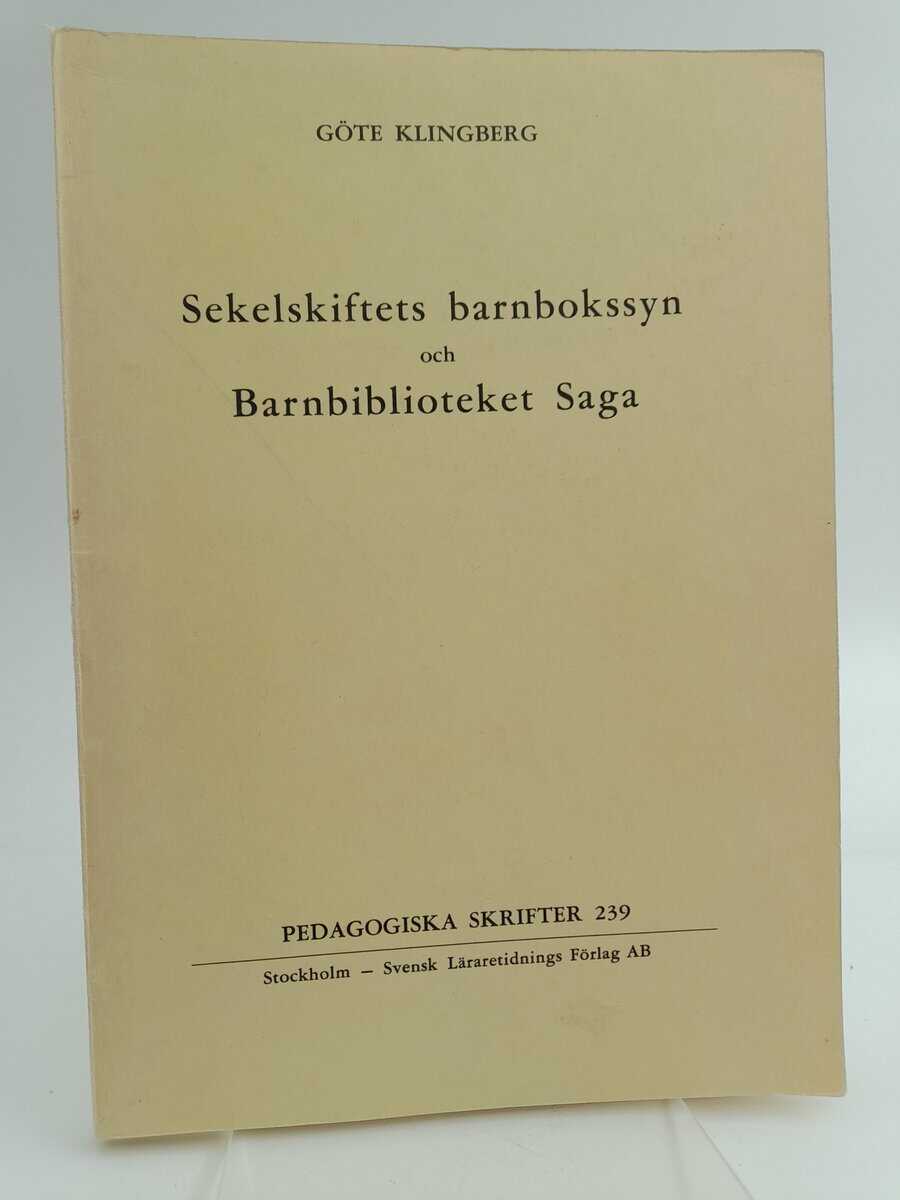 GÖTE KLINGBERG
Sekelskiftets barnbokssyn
och
Barnbiblioteket Saga
PEDAGOGISKA SKRIFTER 239
Stockholm – Svensk Läraretidnings Förlag AB